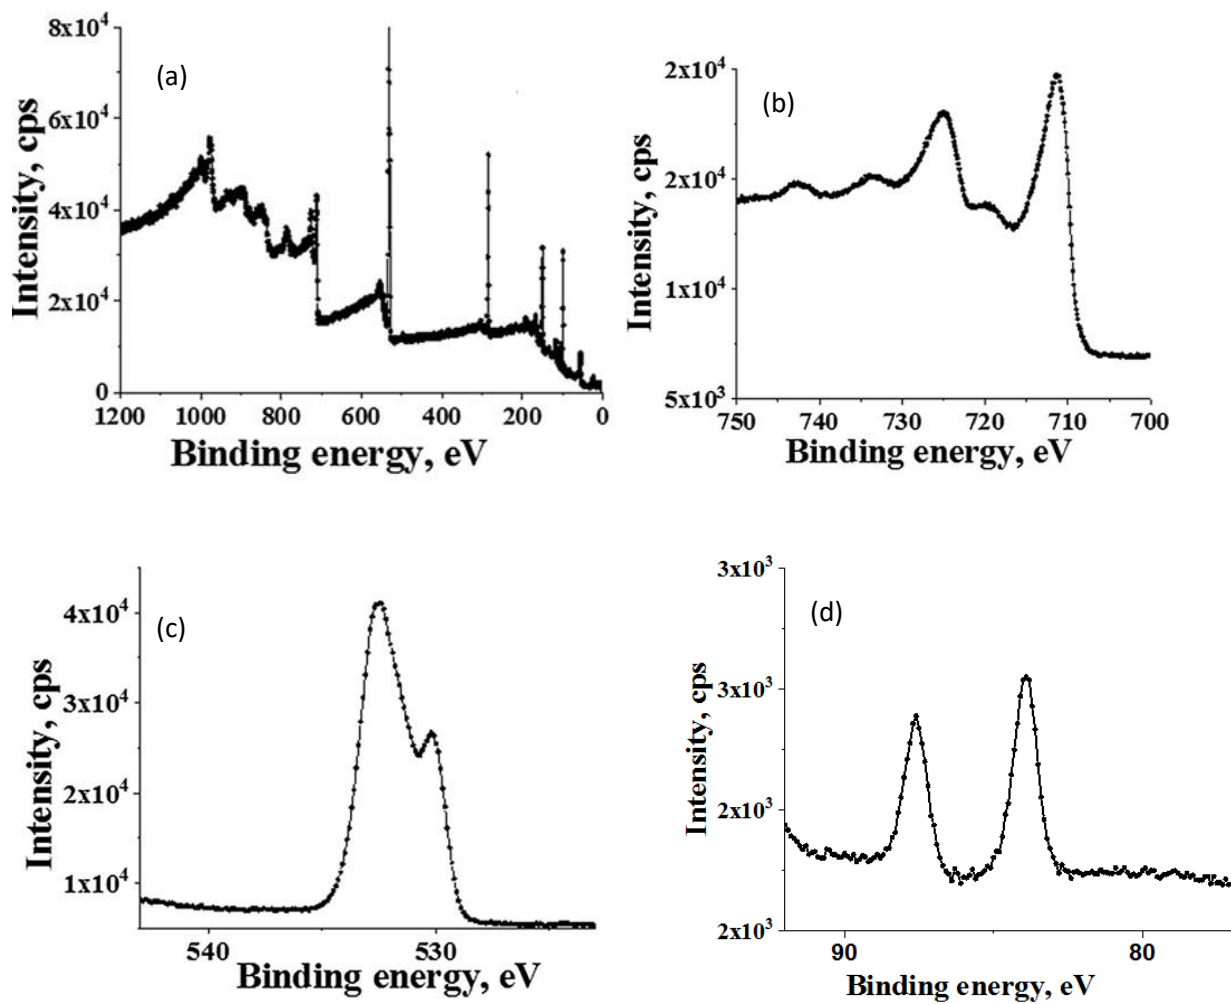 (a)
8x10⁴
6x10⁴
4x10⁴
2x10⁴
0
Intensity, cps
1200 1000 800 600 400 200 0
Binding energy, eV
(b)
2x10⁴
2x10⁴
1x10⁴
5x10³
Intensity, cps
750 740 730 720 710 700
Binding energy, eV
(c)
4x10⁴
3x10⁴
2x10⁴
1x10⁴
Intensity, cps
540 530
Binding energy, eV
(d)
3x10³
3x10³
2x10³
2x10³
Intensity, cps
90 80
Binding energy, eV